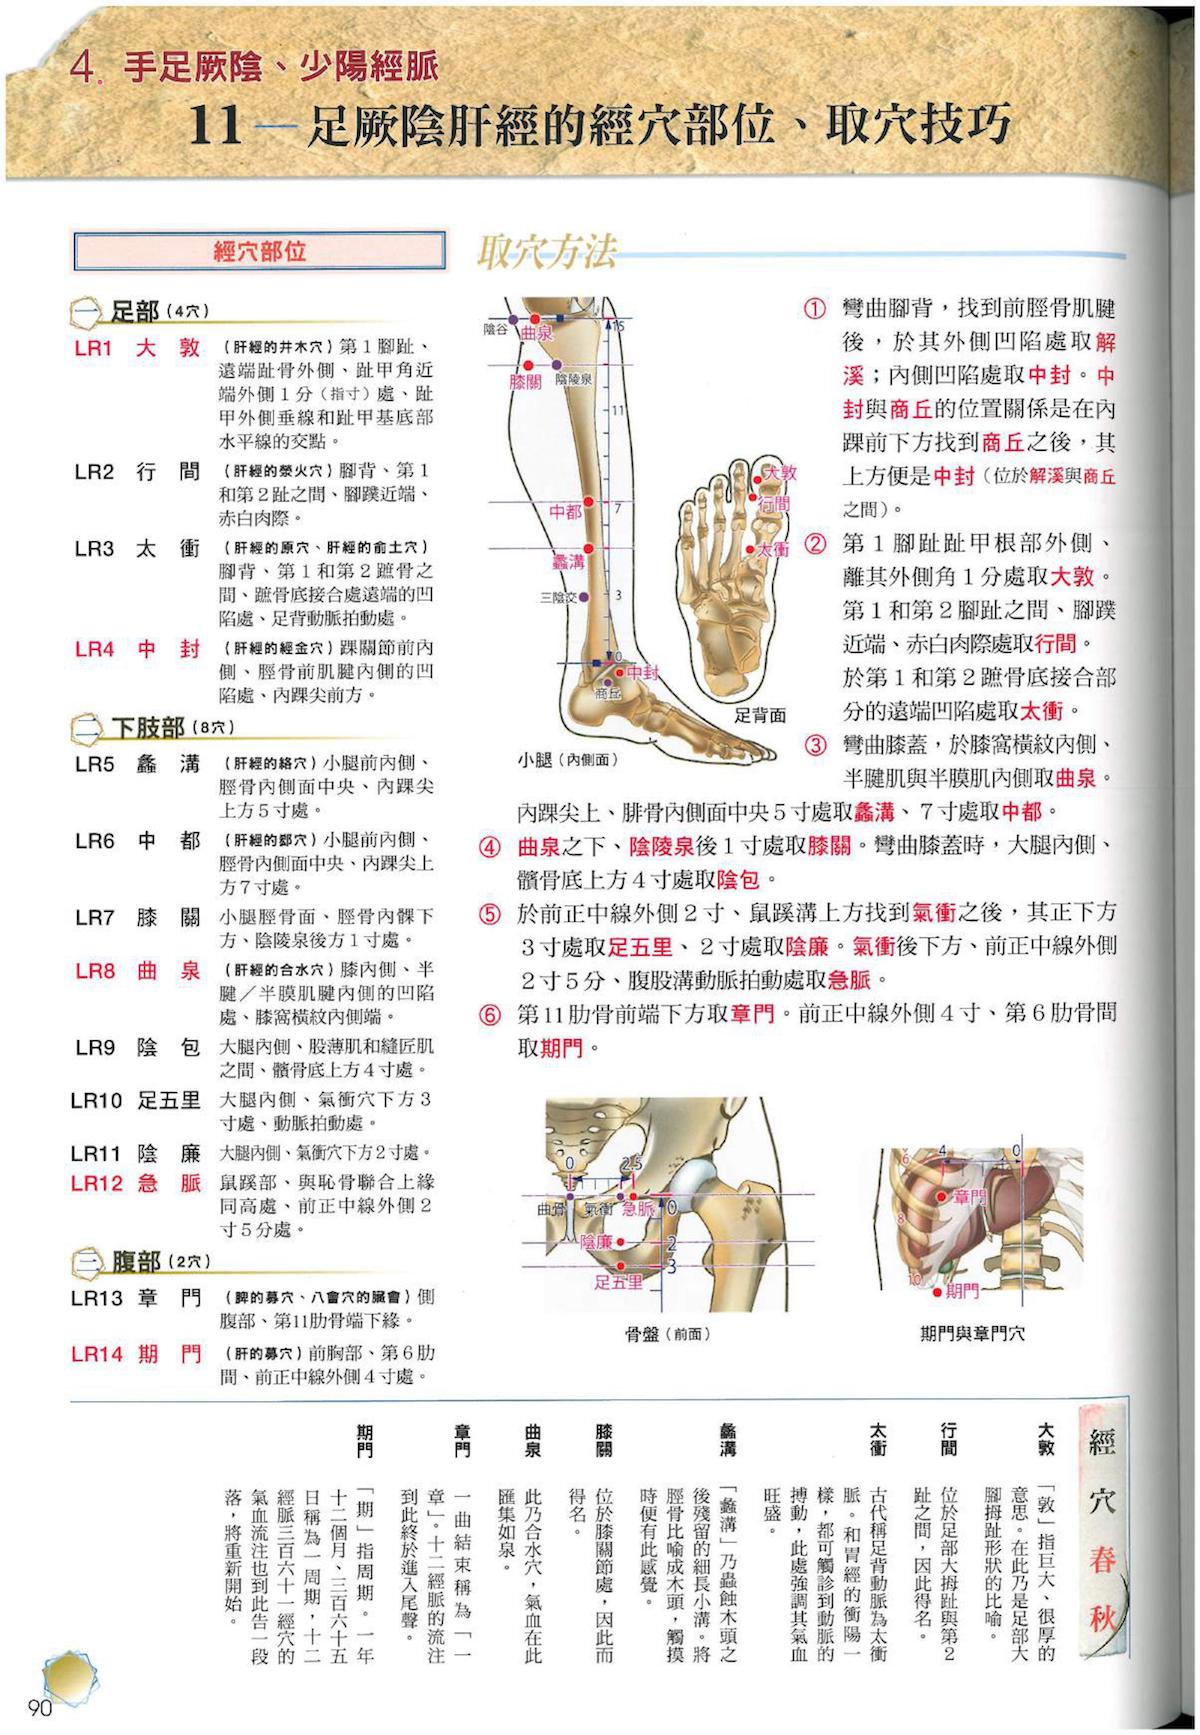 4. 手足厥陰、少陽經脈
11—足厥陰肝經的經穴部位、取穴技巧
經穴部位
一 足部（4穴）
LR1 大敦 （肝經的井木穴）第1腳趾、
遠端趾骨外側、趾甲角近
端外側1分（指寸）處、趾
甲外側垂線和趾甲基底部
水平線的交點。
LR2 行間 （肝經的滎火穴）腳背、第1
和第2趾之間、腳蹼近端、
赤白肉際。
LR3 太衝 （肝經的原穴、肝經的俞土穴）
腳背、第1和第2蹠骨之
間、蹠骨底接合處遠端的凹
陷處、足背動脈拍動處。
LR4 中封 （肝經的經金穴）踝關節前內
側、脛骨前肌腱內側的凹
陷處、內踝尖前方。
二 下肢部（8穴）
LR5 蠡溝 （肝經的絡穴）小腿前內側、
脛骨內側面中央、內踝尖
上方5寸處。
LR6 中都 （肝經的郄穴）小腿前內側、
脛骨內側面中央、內踝尖上
方7寸處。
LR7 膝關 小腿脛骨面、脛骨內髁下
方、陰陵泉後方1寸處。
LR8 曲泉 （肝經的合水穴）膝內側、半
腱／半膜肌腱內側的凹陷
處、膝窩橫紋內側端。
LR9 陰包 大腿內側、股薄肌和縫匠肌
之間、髕骨底上方4寸處。
LR10 足五里 大腿內側、氣衝穴下方3
寸處、動脈拍動處。
LR11 陰廉 大腿內側、氣衝穴下方2寸處。
LR12 急脈 鼠蹊部、與恥骨聯合上緣
同高處、前正中線外側2
寸5分處。
三 腹部（2穴）
LR13 章門 （脾的募穴、八會穴的臟會）側
腹部、第11肋骨端下緣。
LR14 期門 （肝的募穴）前胸部、第6肋
間、前正中線外側4寸處。
取穴方法
陰谷
曲泉
15
膝關
陰陵泉
11
中都
7
蠡溝
三陰交
3
0
中封
商丘
小腿（內側面）
大敦
行間
太衝
足背面
① 彎曲腳背，找到前脛骨肌腱
後，於其外側凹陷處取解
溪；內側凹陷處取中封。中
封與商丘的位置關係是在內
踝前下方找到商丘之後，其
上方便是中封（位於解溪與商丘
之間）。
② 第1腳趾趾甲根部外側、
離其外側角1分處取大敦。
第1和第2腳趾之間、腳蹼
近端、赤白肉際處取行間。
於第1和第2蹠骨底接合部
分的遠端凹陷處取太衝。
③ 彎曲膝蓋，於膝窩橫紋內側、
半腱肌與半膜肌內側取曲泉。
內踝尖上、腓骨內側面中央5寸處取蠡溝、7寸處取中都。
④ 曲泉之下、陰陵泉後1寸處取膝關。彎曲膝蓋時，大腿內側、
髕骨底上方4寸處取陰包。
⑤ 於前正中線外側2寸、鼠蹊溝上方找到氣衝之後，其正下方
3寸處取足五里、2寸處取陰廉。氣衝後下方、前正中線外側
2寸5分、腹股溝動脈拍動處取急脈。
⑥ 第11肋骨前端下方取章門。前正中線外側4寸、第6肋骨間
取期門。
0 2.5
曲骨 氣衝 急脈 0
陰廉 2
足五里 3
骨盤（前面）
6 4 0
章門
8
10
期門
期門與章門穴
經穴春秋
大敦
「敦」指巨大、很厚的
意思。在此乃是足部大
腳拇趾形狀的比喻。
行間
位於足部大拇趾與第2
趾之間，因此得名。
太衝
古代稱足背動脈為太衝
脈。和胃經的衝陽一
樣，都可觸診到動脈的
搏動，此處強調其氣血
旺盛。
蠡溝
「蠡溝」乃蟲蝕木頭之
後殘留的細長小溝。將
脛骨比喻成木頭，觸摸
時便有此感覺。
膝關
位於膝關節處，因此而
得名。
曲泉
此乃合水穴，氣血在此
匯集如泉。
章門
一曲結束稱為「一
章」。十二經脈的流注
到此終於進入尾聲。
期門
「期」指周期。一年
十二個月、三百六十五
日稱為一周期，十二
經脈三百六十一經穴的
氣血流注也到此告一段
落，將重新開始。
90